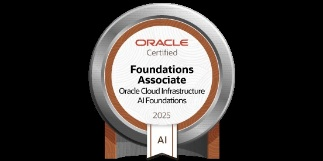 ORACLE
Certified
Foundations
Associate
Oracle Cloud Infrastructure
AI Foundations
2025
AI